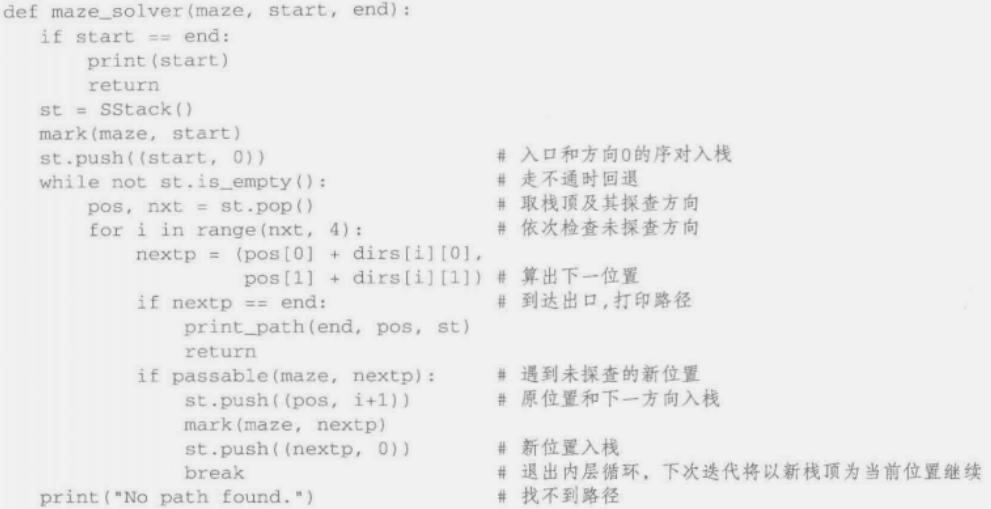 def maze_solver(maze, start, end):
    if start == end:
        print(start)
        return
    st = SStack()
    mark(maze, start)
    st.push((start, 0)) # 入口和方向0的序对入栈
    while not st.is_empty(): # 走不通时回退
        pos, nxt = st.pop() # 取栈顶及其探查方向
        for i in range(nxt, 4): # 依次检查未探查方向
            nextp = (pos[0] + dirs[i][0],
                     pos[1] + dirs[i][1]) # 算出下一位置
            if nextp == end: # 到达出口,打印路径
                print_path(end, pos, st)
                return
            if passable(maze, nextp): # 遇到未探查的新位置
                st.push((pos, i+1)) # 原位置和下一方向入栈
                mark(maze, nextp)
                st.push((nextp, 0)) # 新位置入栈
                break # 退出内层循环, 下次迭代将以新栈顶为当前位置继续
    print("No path found.") # 找不到路径